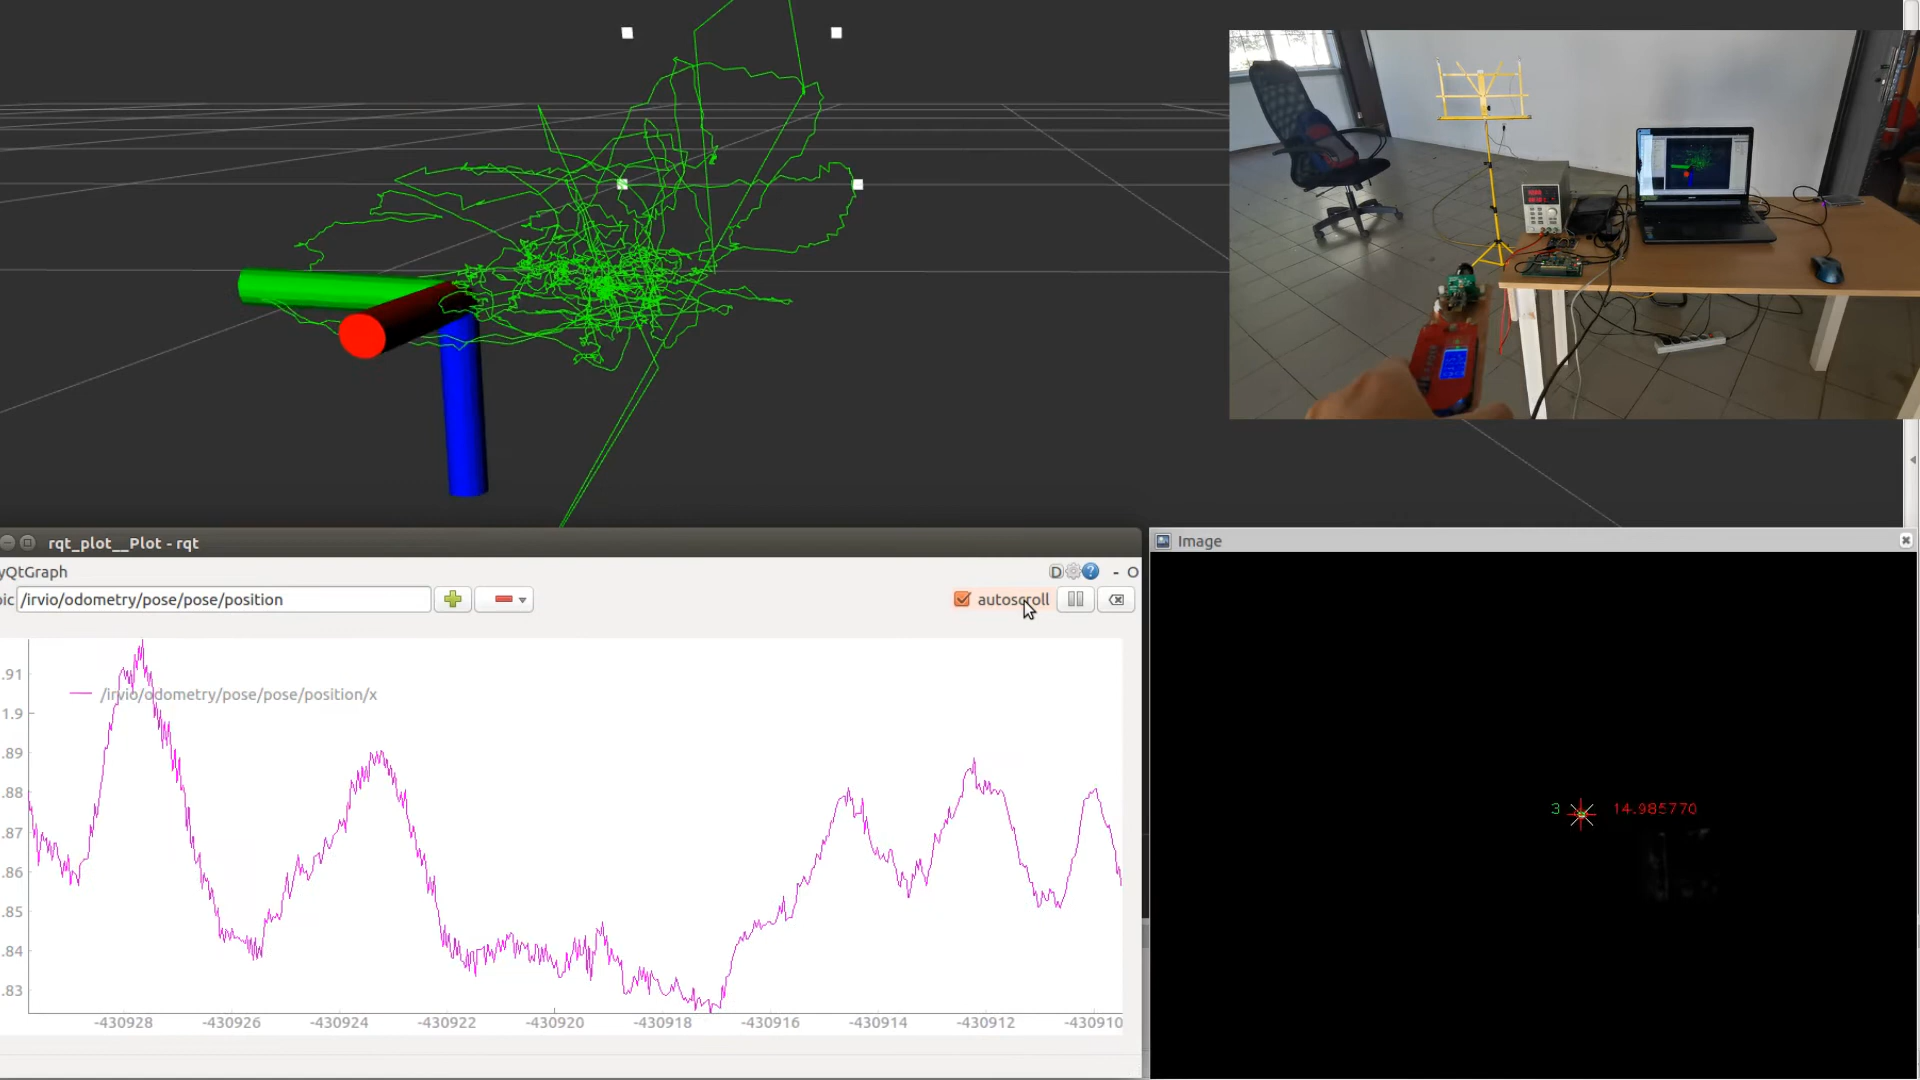 rqt_plot__Plot - rqt
yQtGraph
D
- O
ic /irvio/odometry/pose/pose/position
autoscroll
/irvio/odometry/pose/pose/position/x
.91
1.9
.89
.88
.87
.86
.85
.84
.83
-430928 -430926 -430924 -430922 -430920 -430918 -430916 -430914 -430912 -430910
Image
3 14.985770